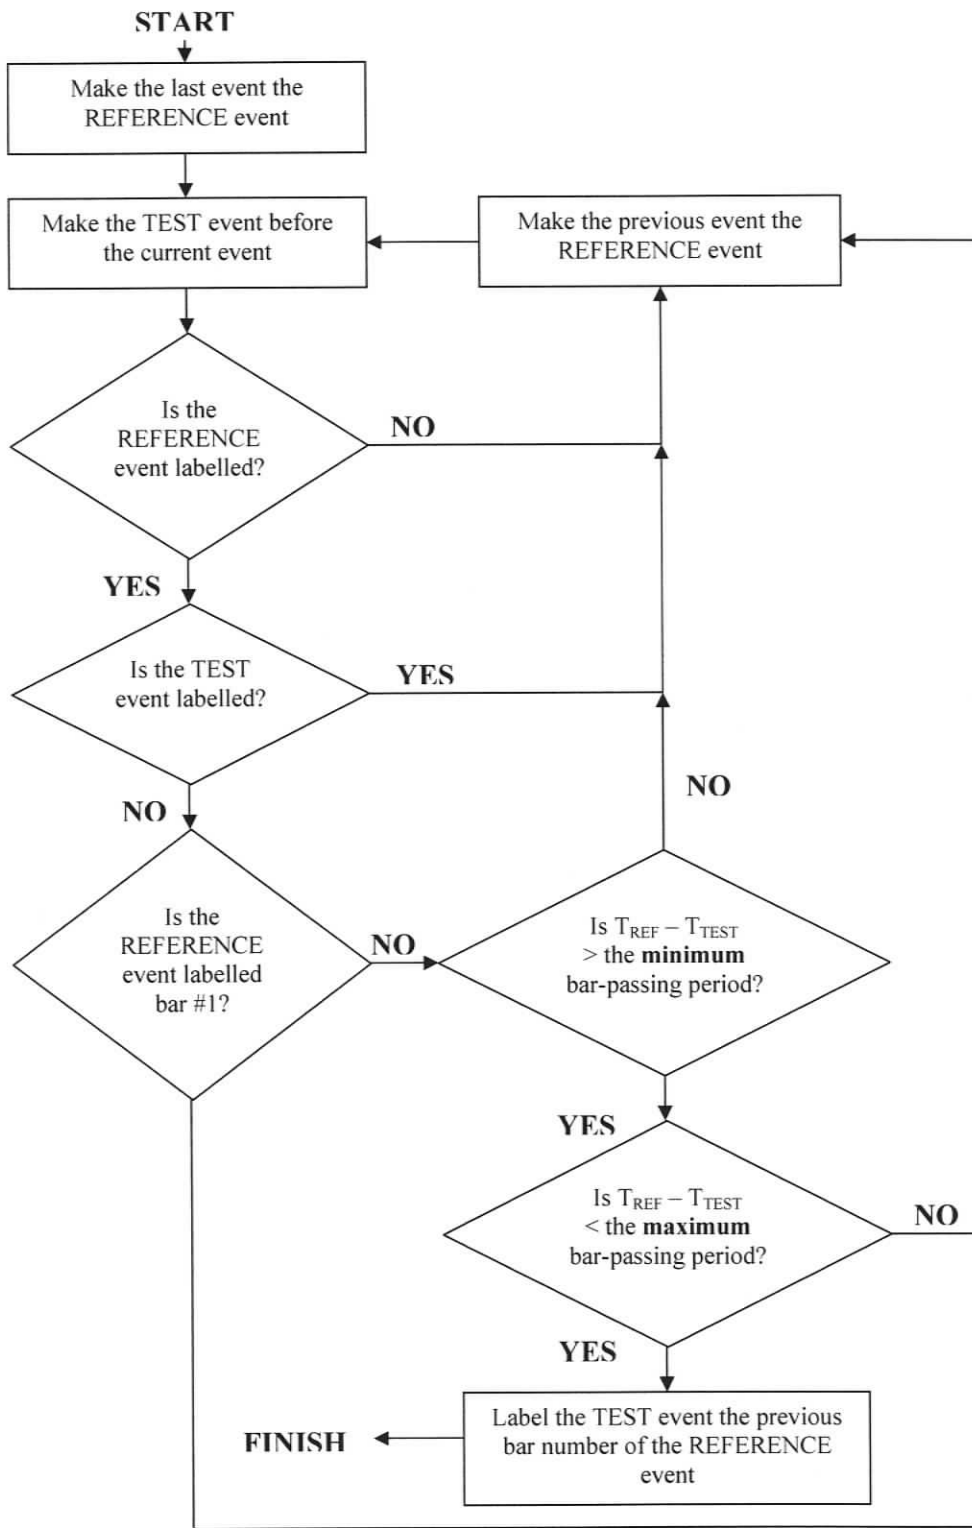 START
Make the last event the
REFERENCE event
Make the TEST event before
the current event
Make the previous event the
REFERENCE event
Is the
REFERENCE
event labelled?
NO
YES
Is the TEST
event labelled?
YES
NO
NO
Is the
REFERENCE
event labelled
bar #1?
NO
Is TREF – TTEST
> the minimum
bar-passing period?
YES
Is TREF – TTEST
< the maximum
bar-passing period?
NO
YES
Label the TEST event the previous
bar number of the REFERENCE
event
FINISH